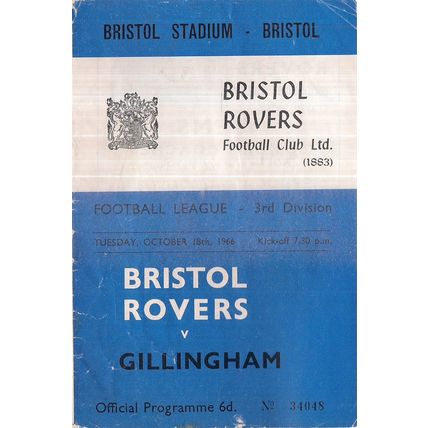 BRISTOL STADIUM - BRISTOL
BRISTOL
ROVERS
Football Club Ltd.
(1883)
FOOTBALL LEAGUE - 3rd Division
TUESDAY, OCTOBER 18th, 1966 Kick-off 7.30 p.m.
BRISTOL
ROVERS
v
GILLINGHAM
Official Programme 6d. No 34048